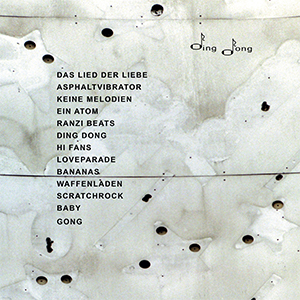 Ding Dong
DAS LIED DER LIEBE
ASPHALTVIBRATOR
KEINE MELODIEN
EIN ATOM
RANZI BEATS
DING DONG
HI FANS
LOVEPARADE
BANANAS
WAFFENLADEN
SCRATCHROCK
BABY
GONG